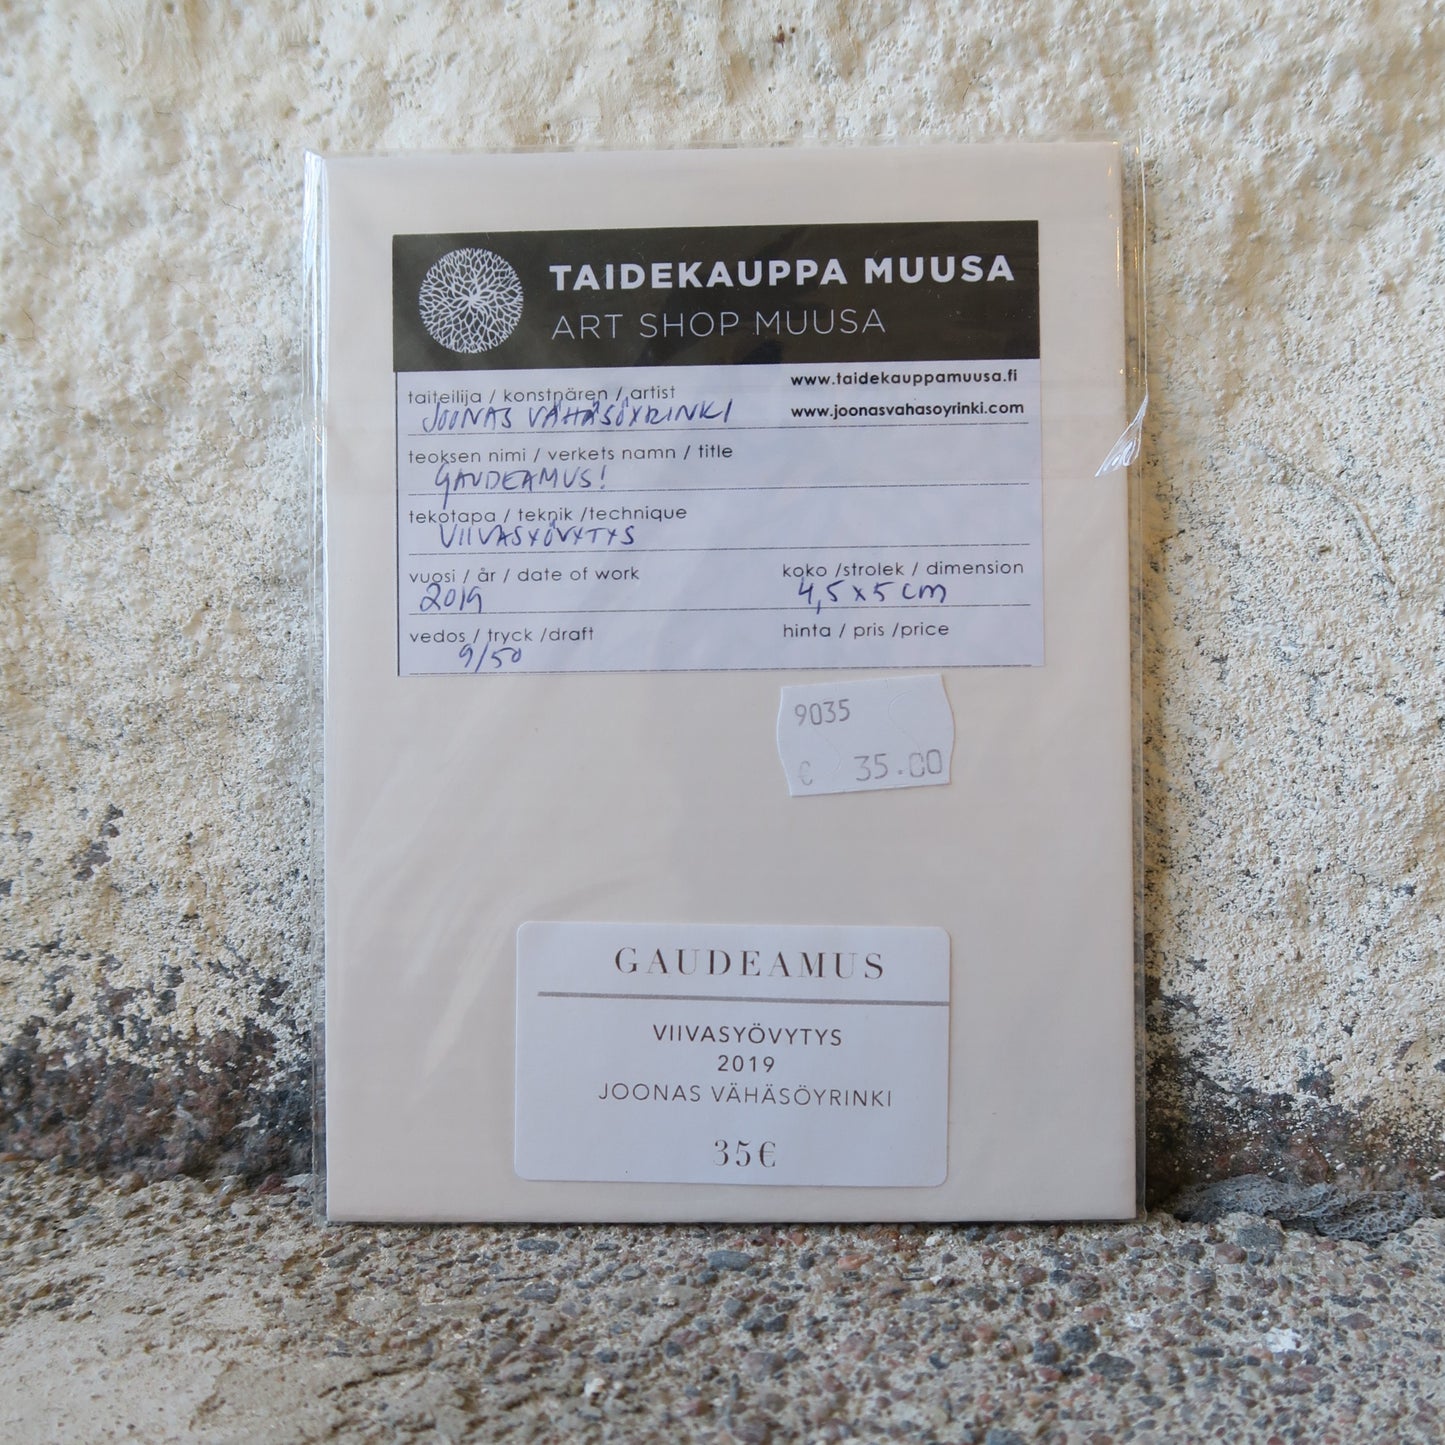 TAIDEKAUPPA MUUSA
ART SHOP MUUSA
www.taidekauppamuusa.fi
taiteilija / konstnären / artist
JOONAS VÄHÄSÖYRINKI
www.joonasvahasoyrinki.com
teoksen nimi / verkets namn / title
GAUDEAMUS!
tekotapa / teknik /technique
VIIVASYÖVYTYS
vuosi / år / date of work
2019
koko /strolek / dimension
4,5 x 5 cm
vedos / tryck /draft
9/50
hinta / pris /price
9035
€ 35.00
GAUDEAMUS
VIIVASYÖVYTYS
2019
JOONAS VÄHÄSÖYRINKI
35€